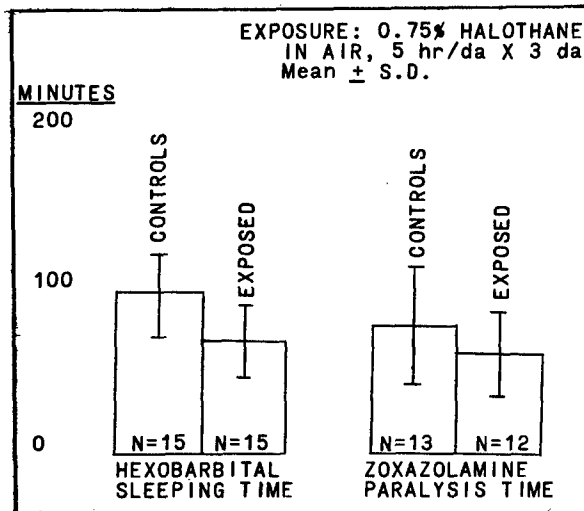 EXPOSURE: 0.75% HALOTHANE
IN AIR, 5 hr/da X 3 da
Mean ± S.D.
MINUTES
200
100
0
CONTROLS
EXPOSED
CONTROLS
EXPOSED
N=15
N=15
N=13
N=12
HEXOBARBITAL
SLEEPING TIME
ZOXAZOLAMINE
PARALYSIS TIME